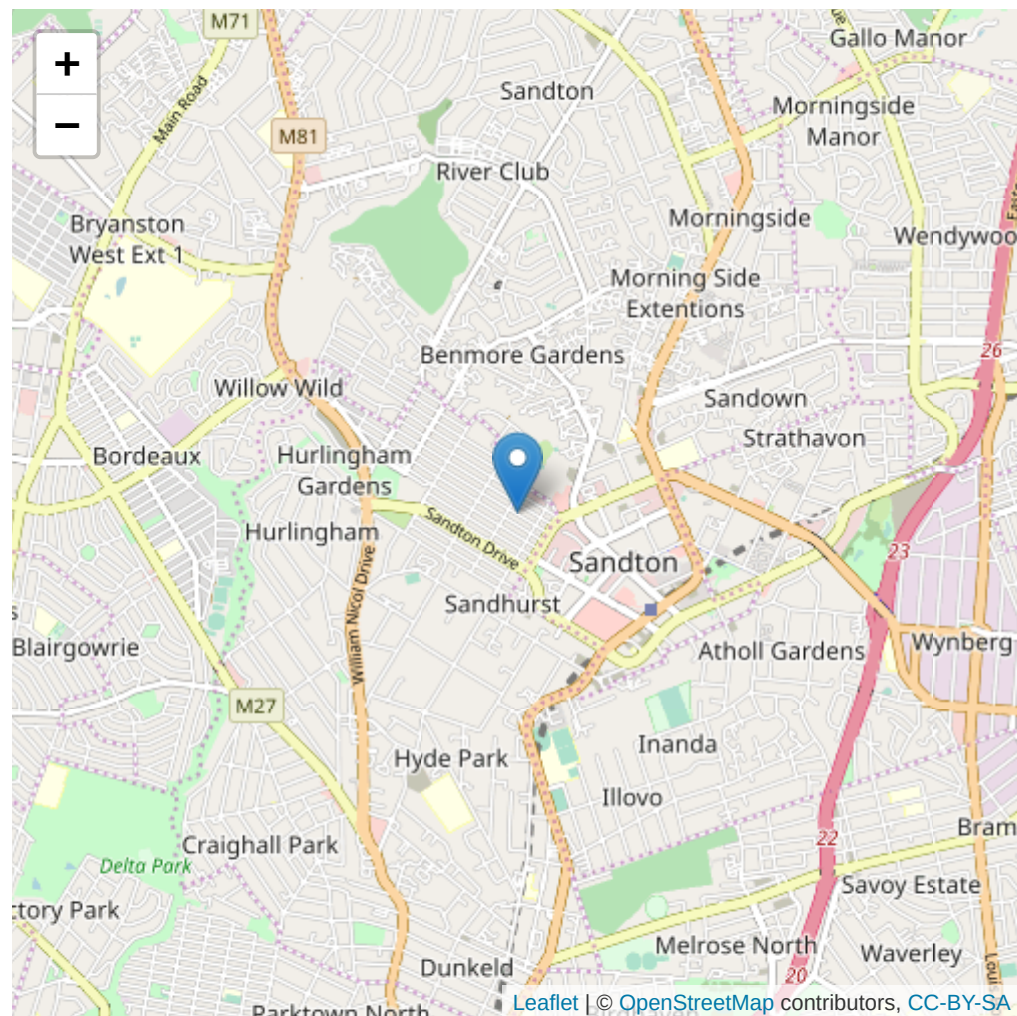 M71
+
−
Gallo Manor
Main Road
Sandton
Morningside
Manor
M81
River Club
Bryanston
West Ext 1
Morningside
Wendywoo
Morning Side
Extentions
Benmore Gardens
26
Willow Wild
Sandown
Strathavon
Bordeaux
Hurlingham
Gardens
Hurlingham
Sandton Drive
Sandton
23
William Nicol Drive
Sandhurst
Blairgowrie
Atholl Gardens
Wynberg
M27
Hyde Park
Inanda
Illovo
Craighall Park
22
Bram
Delta Park
Savoy Estate
ctory Park
Melrose North
Waverley
Dunkeld
20
Louis
Parktown North
Leaflet | © OpenStreetMap contributors, CC-BY-SA